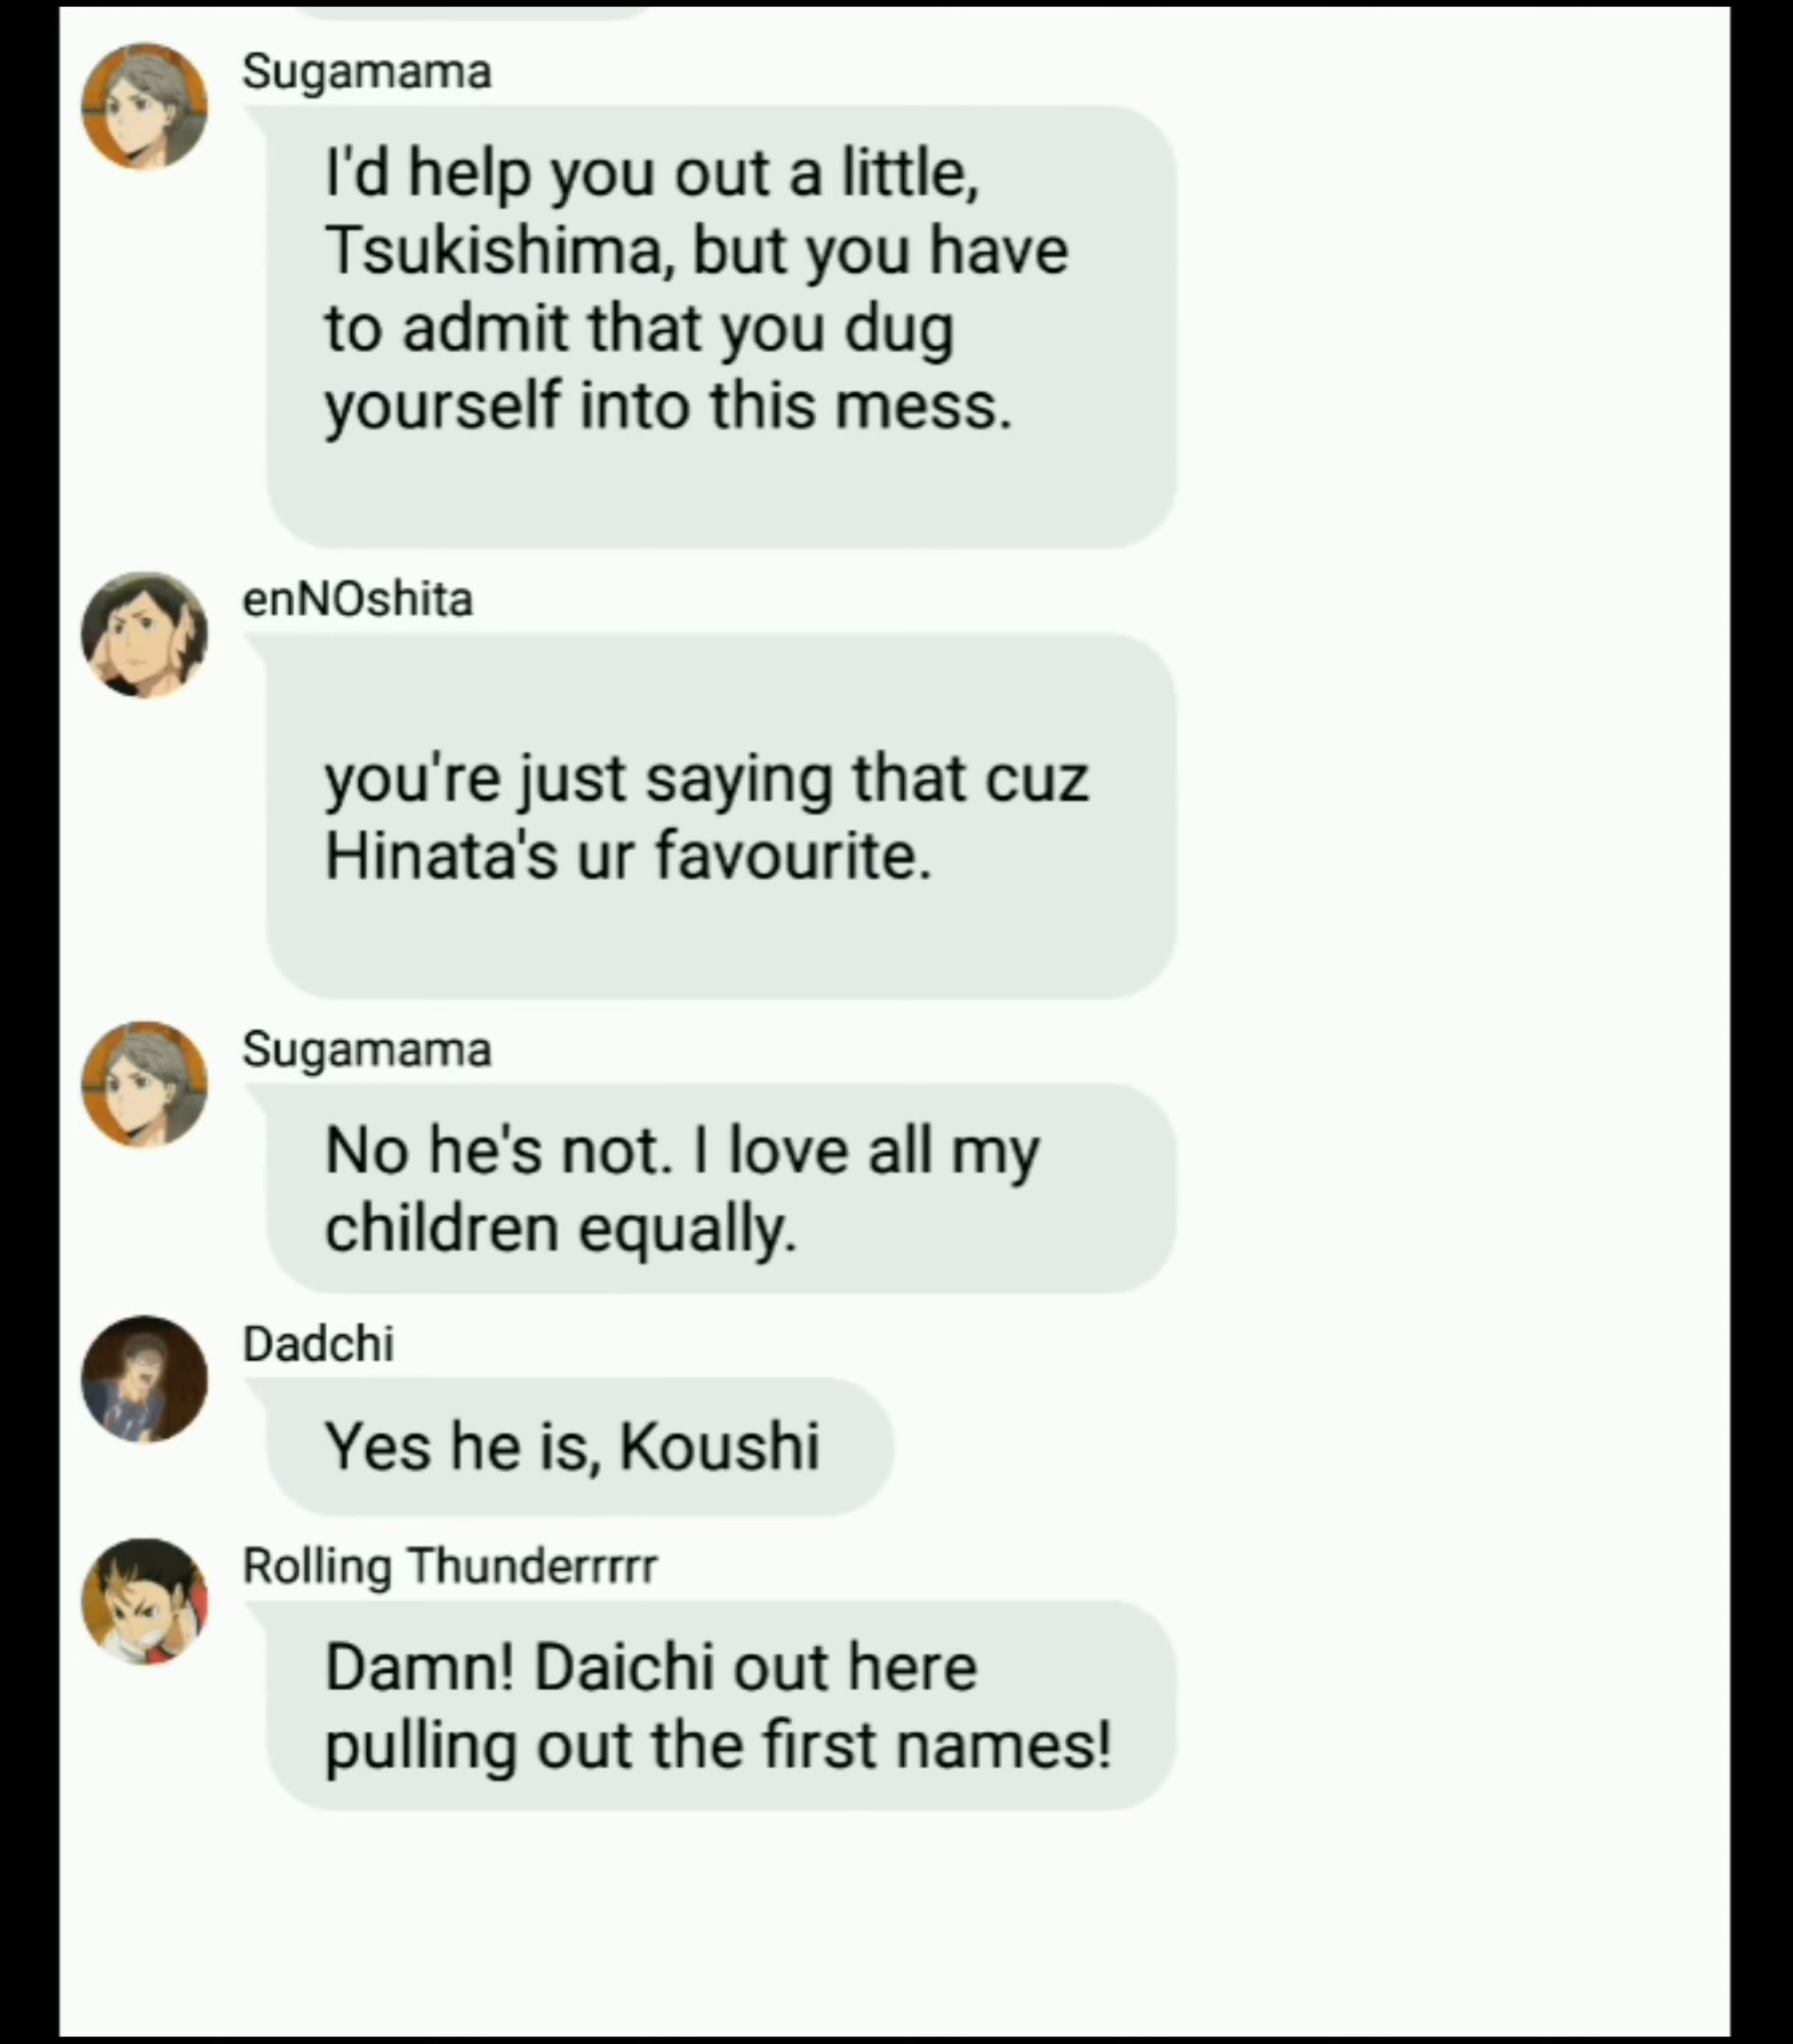 Sugamama
I'd help you out a little,
Tsukishima, but you have
to admit that you dug
yourself into this mess.
enNOshita
you're just saying that cuz
Hinata's ur favourite.
Sugamama
No he's not. I love all my
children equally.
Dadchi
Yes he is, Koushi
Rolling Thunderrrrr
Damn! Daichi out here
pulling out the first names!